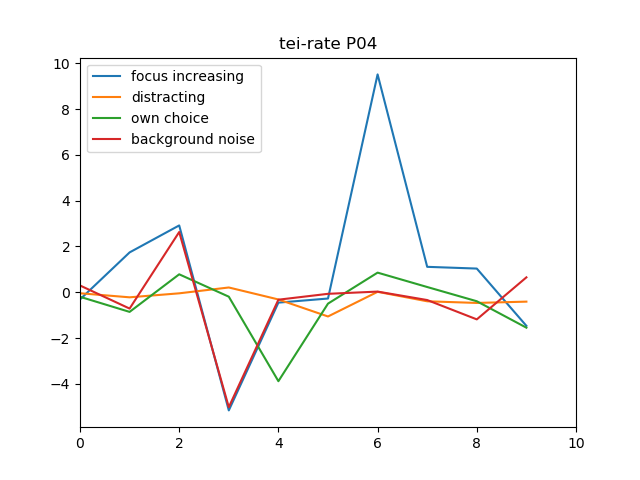 tei-rate P04
focus increasing
distracting
own choice
background noise
10
8
6
4
2
0
−2
−4
0 2 4 6 8 10